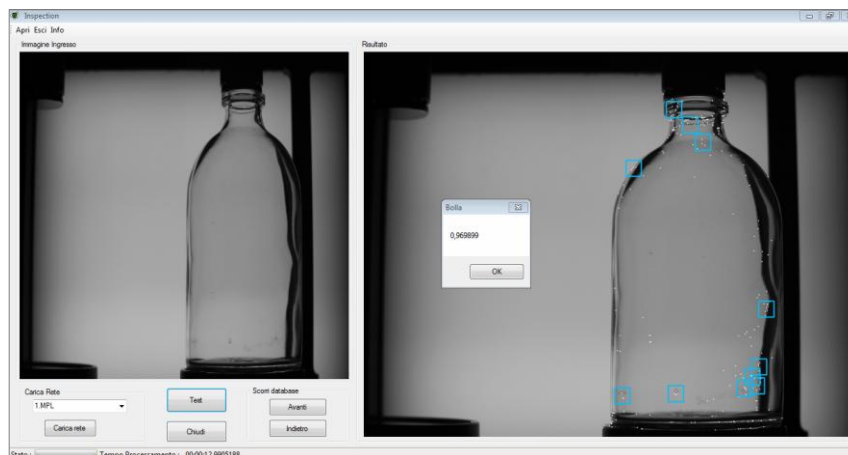 Inspection
Apri Esci Info
Immagine Ingresso
Risultato
Bolla
0,969899
OK
Carica Rete
1.MPL
Carica rete
Test
Chiudi
Scorri database
Avanti
Indietro
Stato :
Tempo Processamento : 00:00:12.9905188